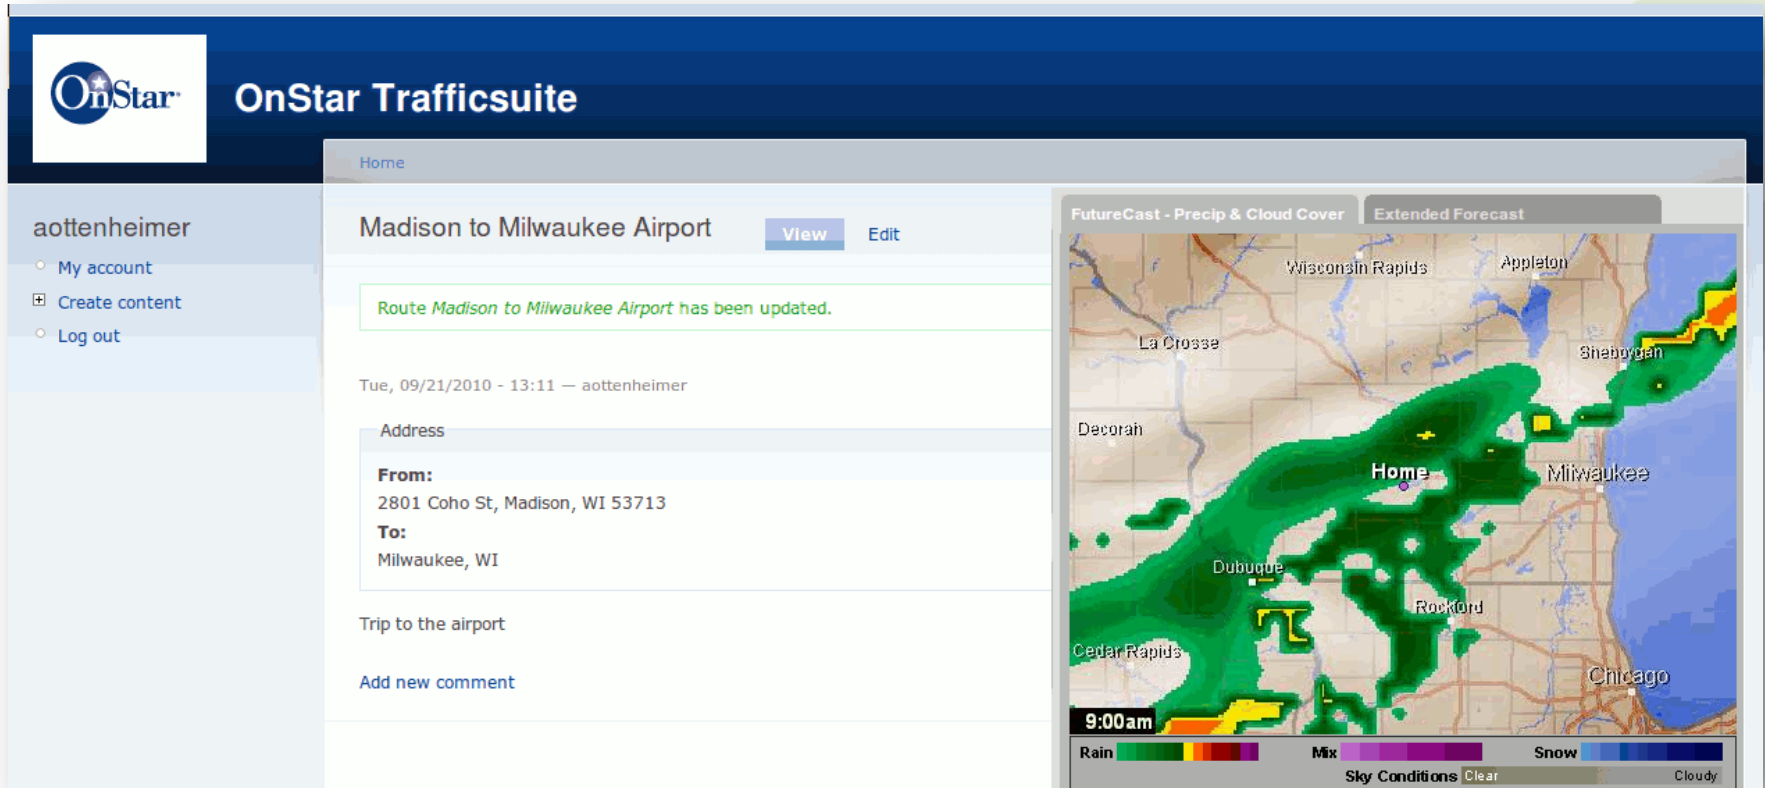 OnStar
OnStar Trafficsuite
Home
aottenheimer
My account
Create content
Log out
Madison to Milwaukee Airport
View
Edit
Route Madison to Milwaukee Airport has been updated.
Tue, 09/21/2010 - 13:11 — aottenheimer
Address
From:
2801 Coho St, Madison, WI 53713
To:
Milwaukee, WI
Trip to the airport
Add new comment
FutureCast - Precip & Cloud Cover
Extended Forecast
Wisconsin Rapids
Appleton
La Crosse
Sheboygan
Decorah
Home
Milwaukee
Dubuque
Rockford
Cedar Rapids
Chicago
9:00am
Rain
Mix
Snow
Sky Conditions Clear Cloudy